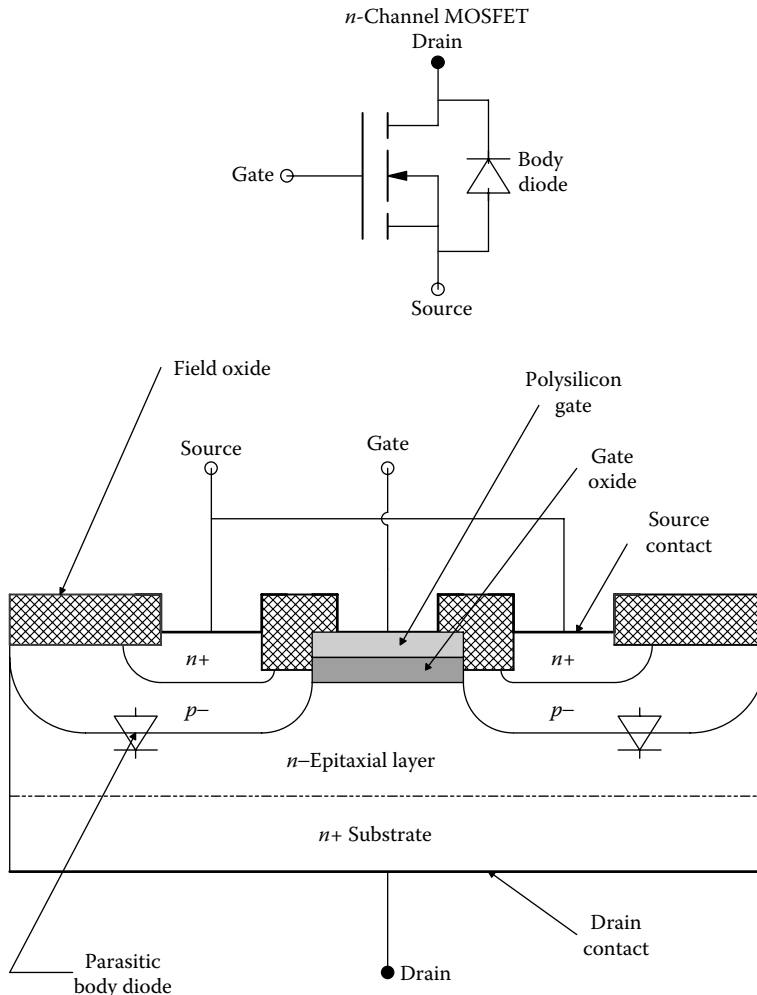 n-Channel MOSFET
Drain
Gate
Body
diode
Source
Field oxide
Polysilicon
gate
Source
Gate
Gate
oxide
Source
contact
n+
n+
p−
p−
n−Epitaxial layer
n+ Substrate
Drain
contact
Parasitic
body diode
Drain